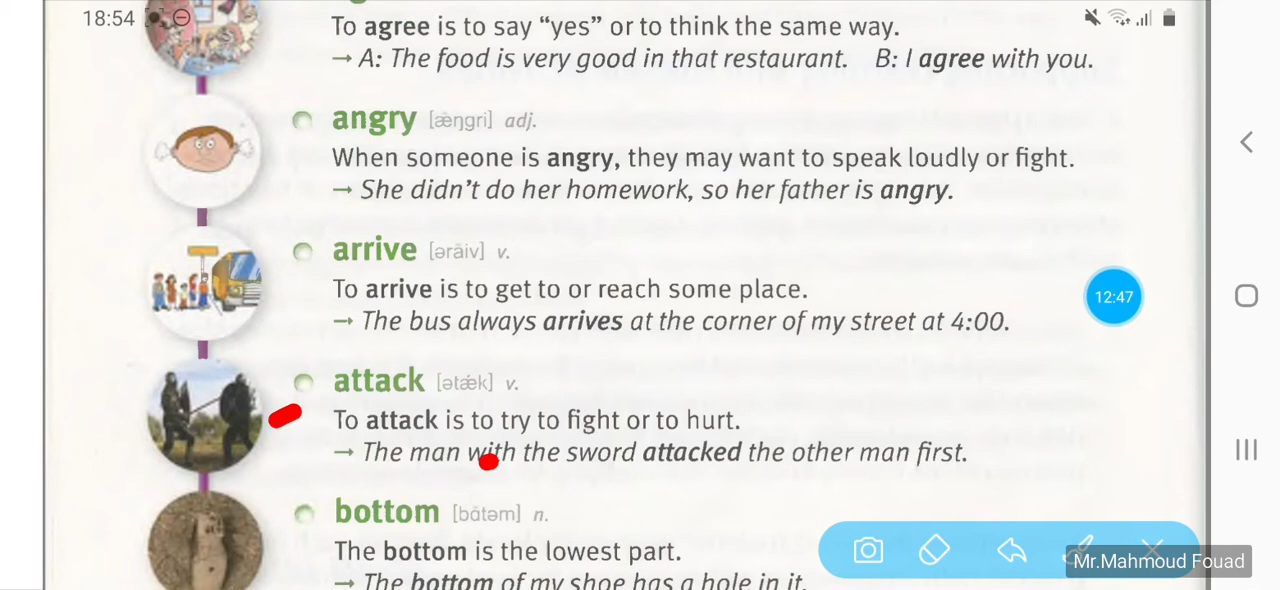 18:54
To agree is to say “yes” or to think the same way.
→ A: The food is very good in that restaurant. B: I agree with you.
angry [ǽŋgri] adj.
When someone is angry, they may want to speak loudly or fight.
→ She didn’t do her homework, so her father is angry.
arrive [əráiv] v.
To arrive is to get to or reach some place.
→ The bus always arrives at the corner of my street at 4:00.
12:47
attack [ətǽk] v.
To attack is to try to fight or to hurt.
→ The man with the sword attacked the other man first.
bottom [bátəm] n.
The bottom is the lowest part.
→ The bottom of my shoe has a hole in it.
Mr.Mahmoud Fouad